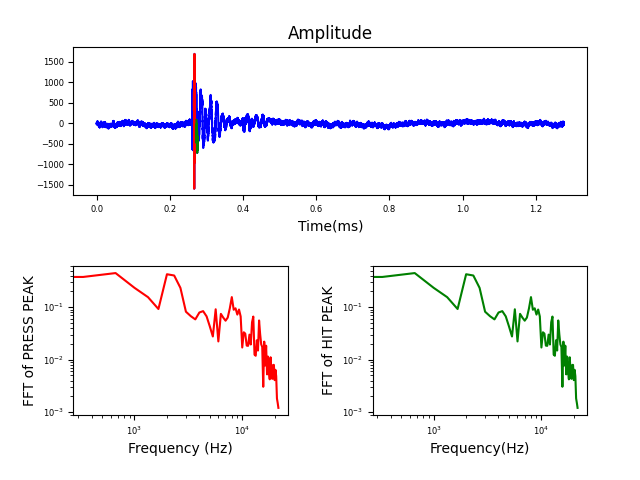 Amplitude
1500
1000
500
0
−500
−1000
−1500
0.0 0.2 0.4 0.6 0.8 1.0 1.2
Time(ms)
FFT of PRESS PEAK
10⁻¹
10⁻²
10⁻³
10³ 10⁴
Frequency (Hz)
FFT of HIT PEAK
10⁻¹
10⁻²
10⁻³
10³ 10⁴
Frequency(Hz)